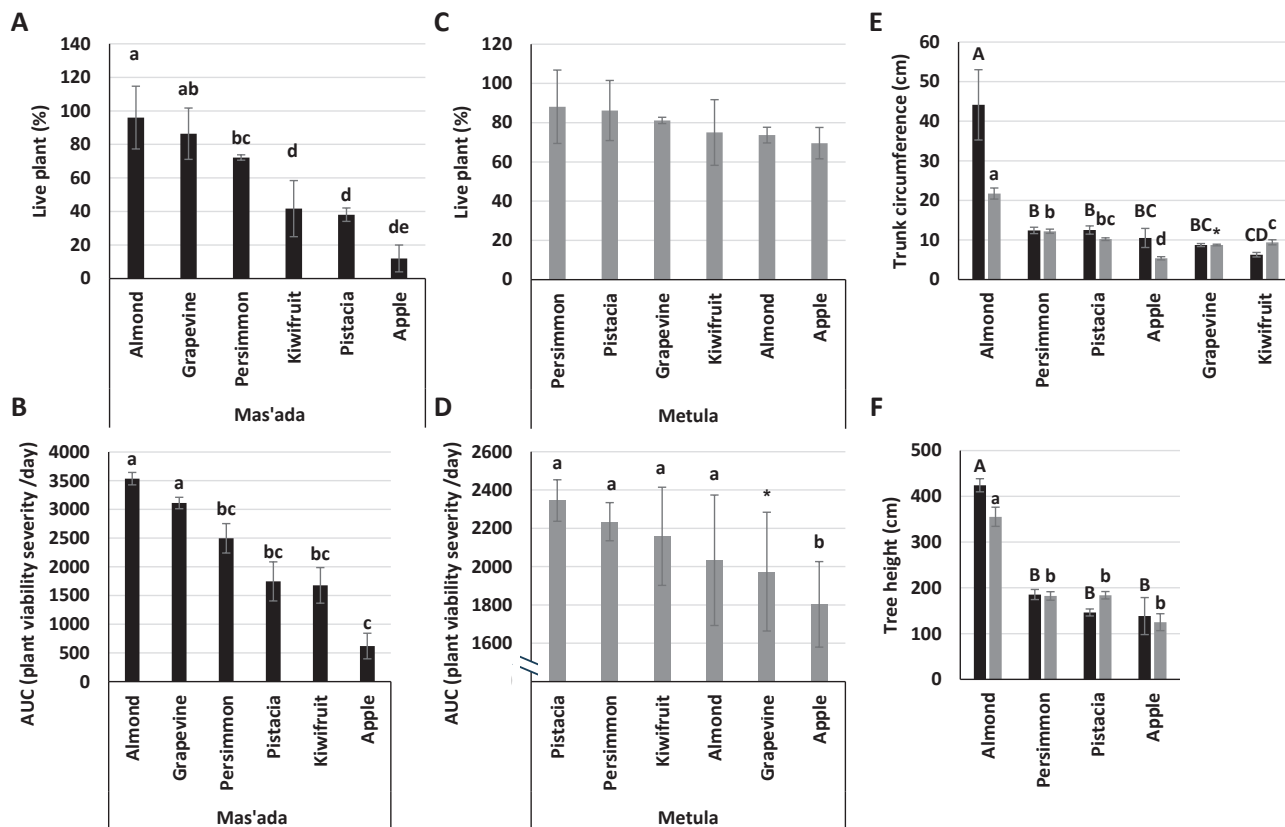 A
Live plant (%)
140
120
100
80
60
40
20
0
a
ab
bc
d
d
de
Almond
Grapevine
Persimmon
Kiwifruit
Pistacia
Apple
Mas'ada
B
AUC (plant viability severity /day)
4000
3500
3000
2500
2000
1500
1000
500
0
a
a
bc
bc
bc
c
Almond
Grapevine
Persimmon
Pistacia
Kiwifruit
Apple
Mas'ada
C
Live plant (%)
120
100
80
60
40
20
0
Persimmon
Pistacia
Grapevine
Kiwifruit
Almond
Apple
Metula
D
AUC (plant viability severity /day)
2600
2400
2200
2000
1800
1600
a
a
a
a
*
b
Pistacia
Persimmon
Kiwifruit
Almond
Grapevine
Apple
Metula
E
Trunk circumference (cm)
60
50
40
30
20
10
0
A
a
B b
B
bc
BC
d
BC *
CD c
Almond
Persimmon
Pistacia
Apple
Grapevine
Kiwifruit
F
Tree height (cm)
500
400
300
200
100
0
A
a
B b
B
b
B
b
Almond
Persimmon
Pistacia
Apple